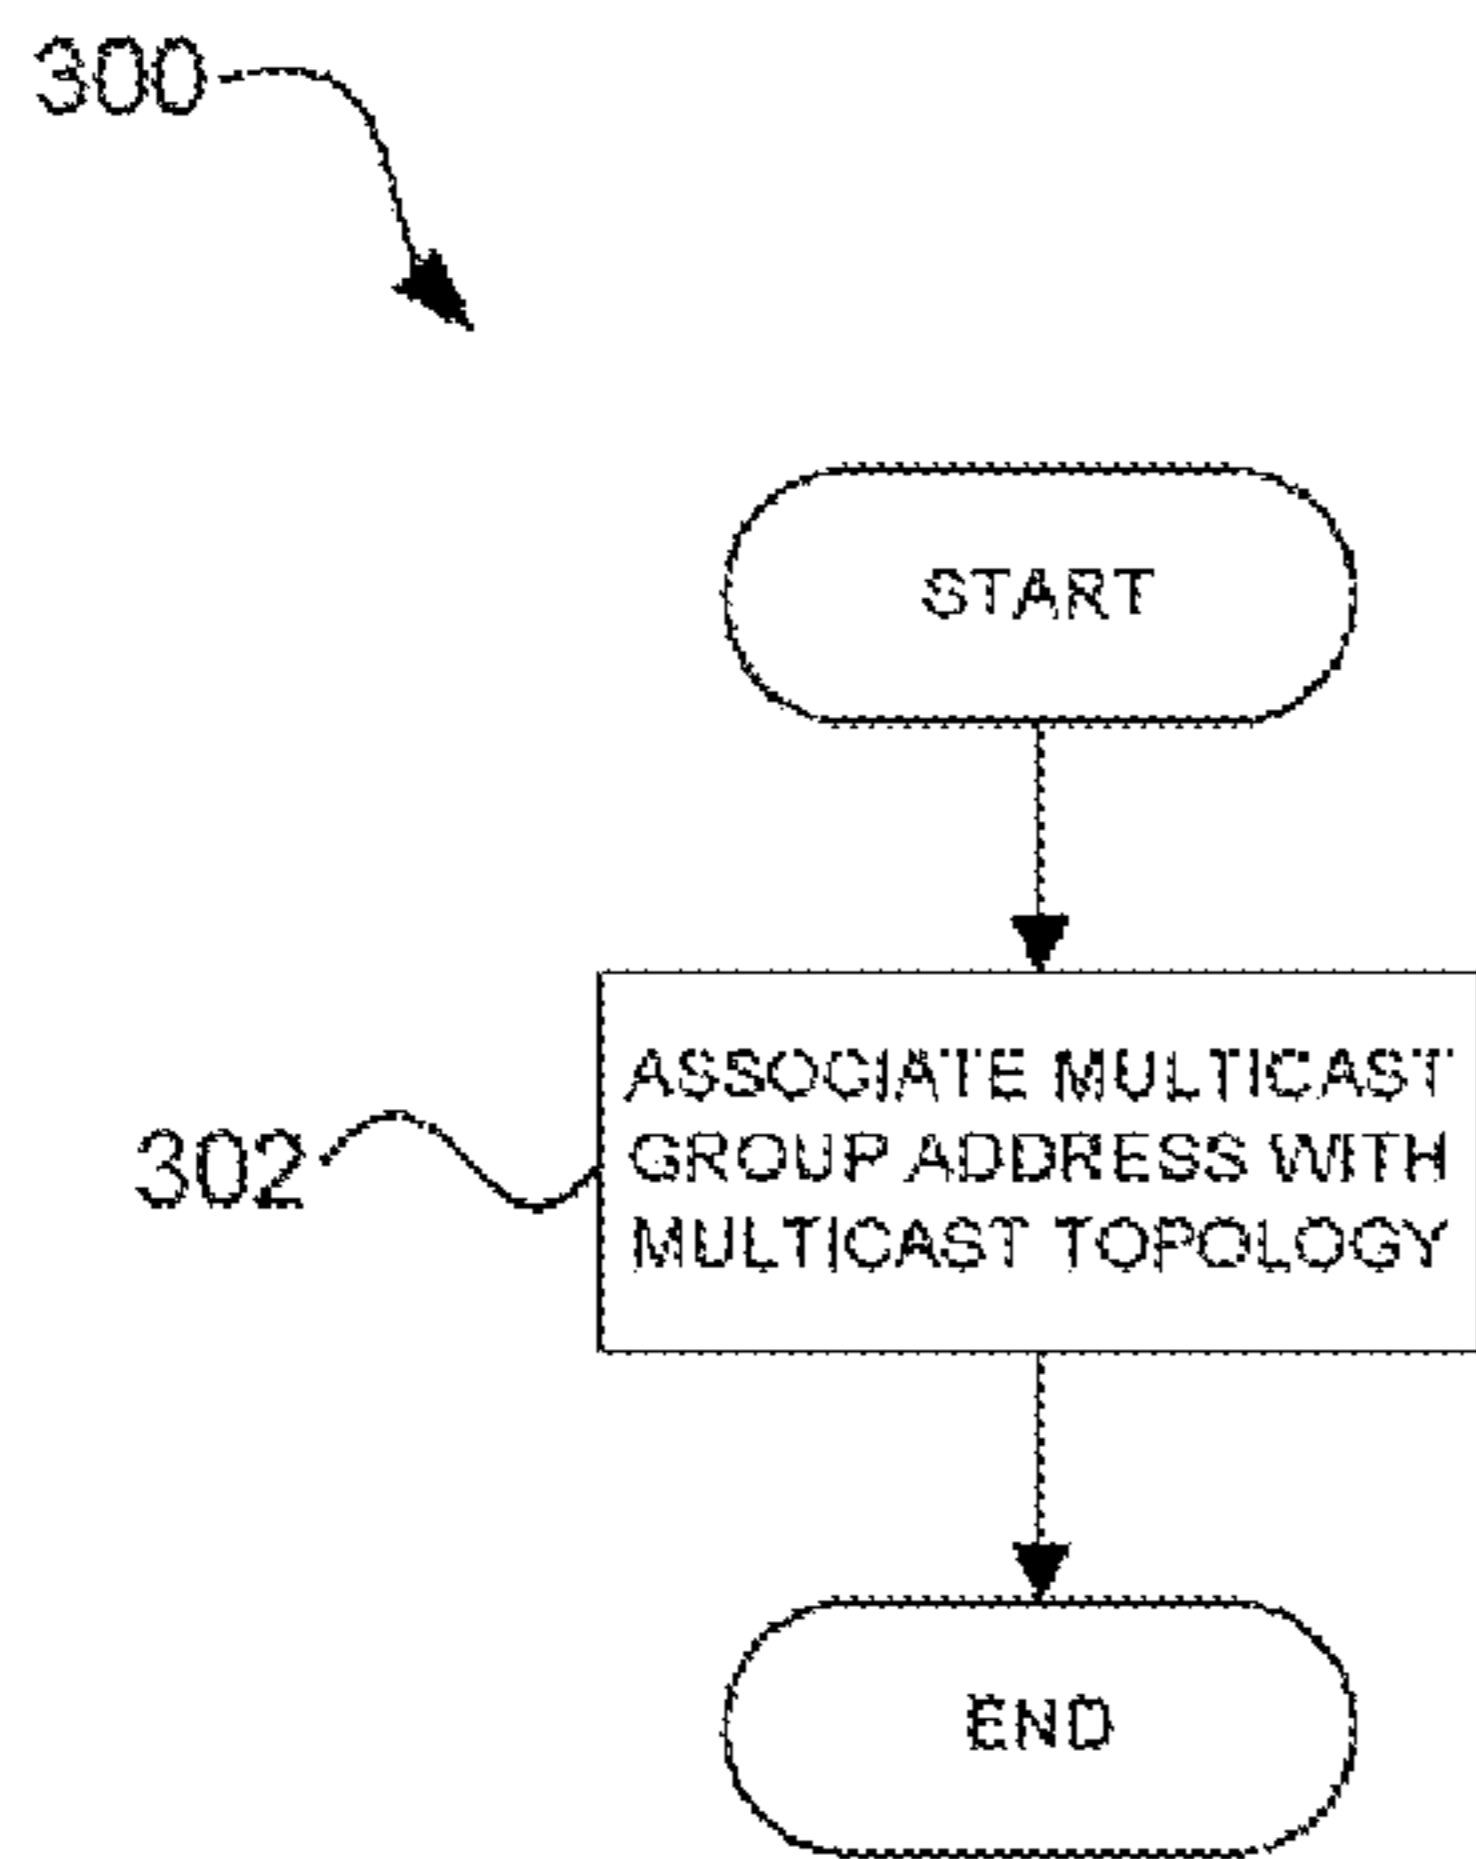 300
START
302
ASSOCIATE MULTICAST
GROUP ADDRESS WITH
MULTICAST TOPOLOGY
END